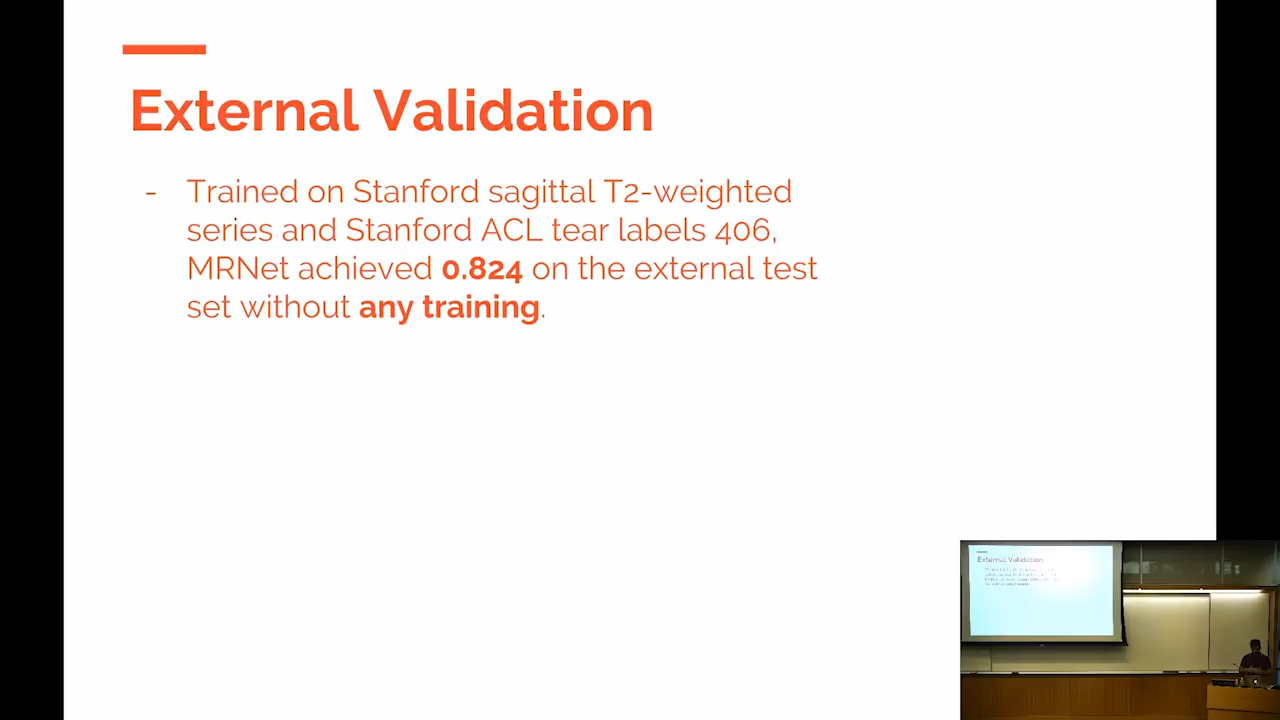 External Validation
- Trained on Stanford sagittal T2-weighted
series and Stanford ACL tear labels 406,
MRNet achieved 0.824 on the external test
set without any training.
External Validation